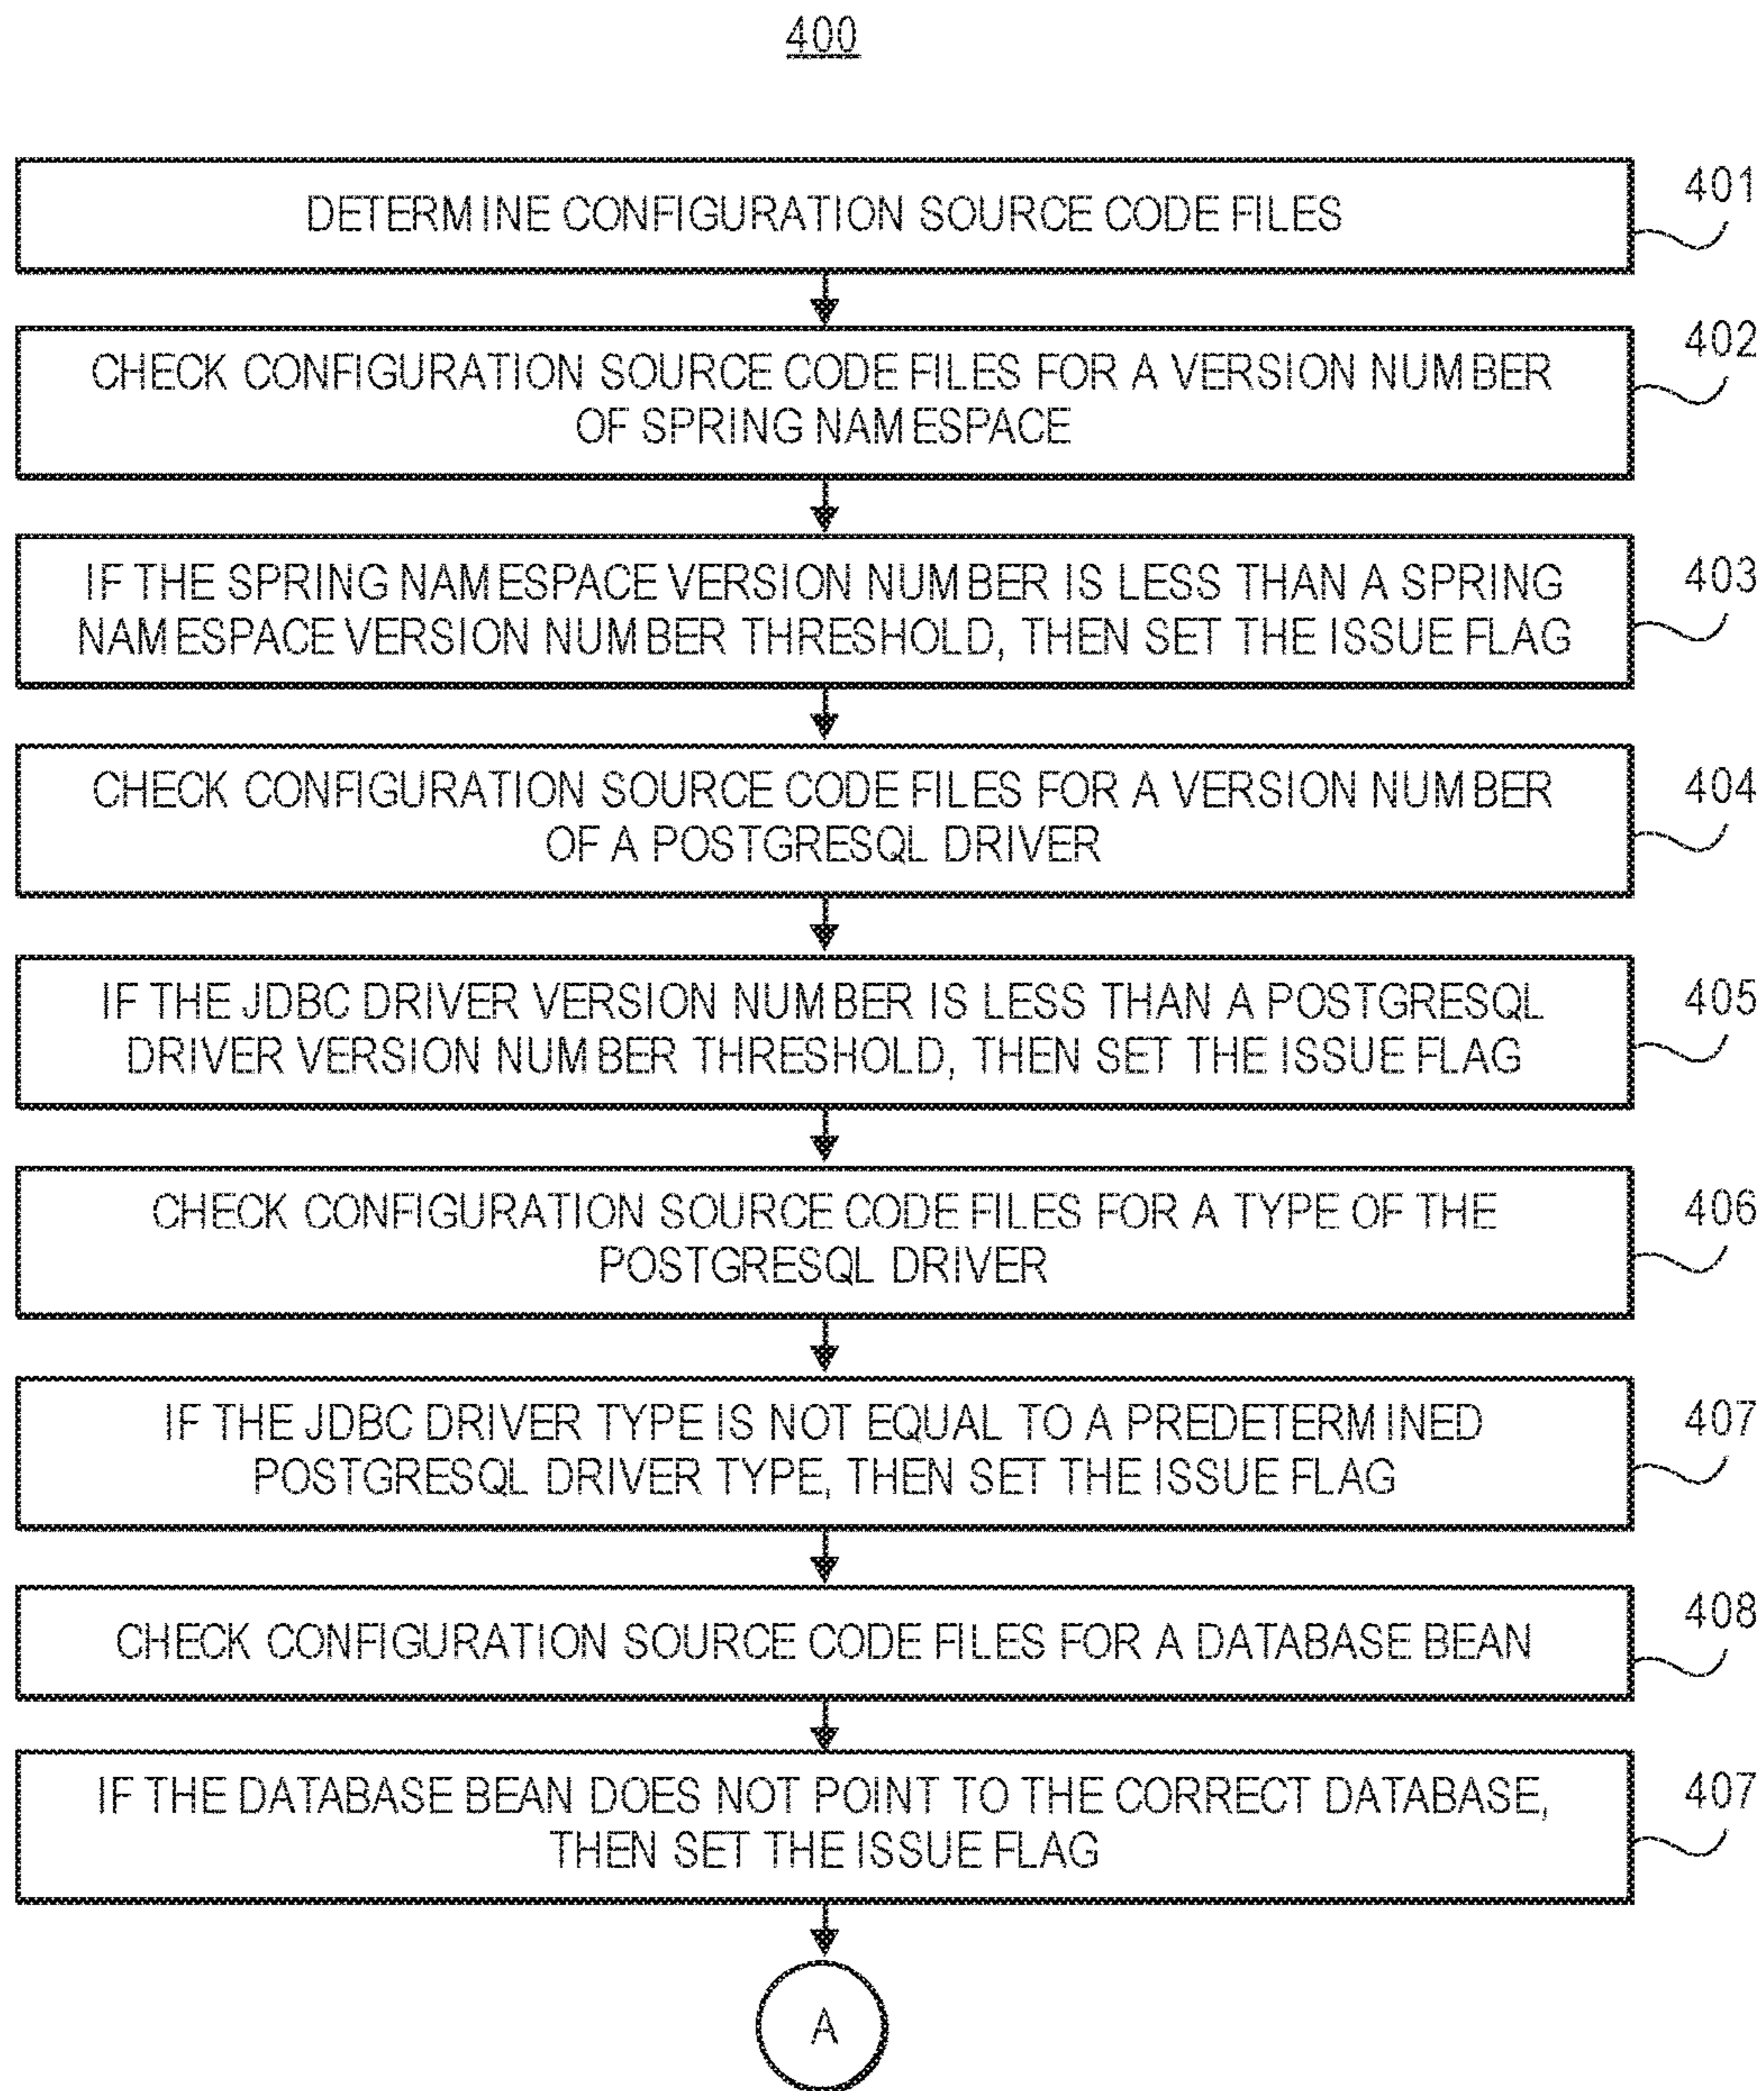 400
DETERMINE CONFIGURATION SOURCE CODE FILES
401
CHECK CONFIGURATION SOURCE CODE FILES FOR A VERSION NUMBER
OF SPRING NAMESPACE
402
IF THE SPRING NAMESPACE VERSION NUMBER IS LESS THAN A SPRING
NAMESPACE VERSION NUMBER THRESHOLD, THEN SET THE ISSUE FLAG
403
CHECK CONFIGURATION SOURCE CODE FILES FOR A VERSION NUMBER
OF A POSTGRESQL DRIVER
404
IF THE JDBC DRIVER VERSION NUMBER IS LESS THAN A POSTGRESQL
DRIVER VERSION NUMBER THRESHOLD, THEN SET THE ISSUE FLAG
405
CHECK CONFIGURATION SOURCE CODE FILES FOR A TYPE OF THE
POSTGRESQL DRIVER
406
IF THE JDBC DRIVER TYPE IS NOT EQUAL TO A PREDETERMINED
POSTGRESQL DRIVER TYPE, THEN SET THE ISSUE FLAG
407
CHECK CONFIGURATION SOURCE CODE FILES FOR A DATABASE BEAN
408
IF THE DATABASE BEAN DOES NOT POINT TO THE CORRECT DATABASE,
THEN SET THE ISSUE FLAG
407
A